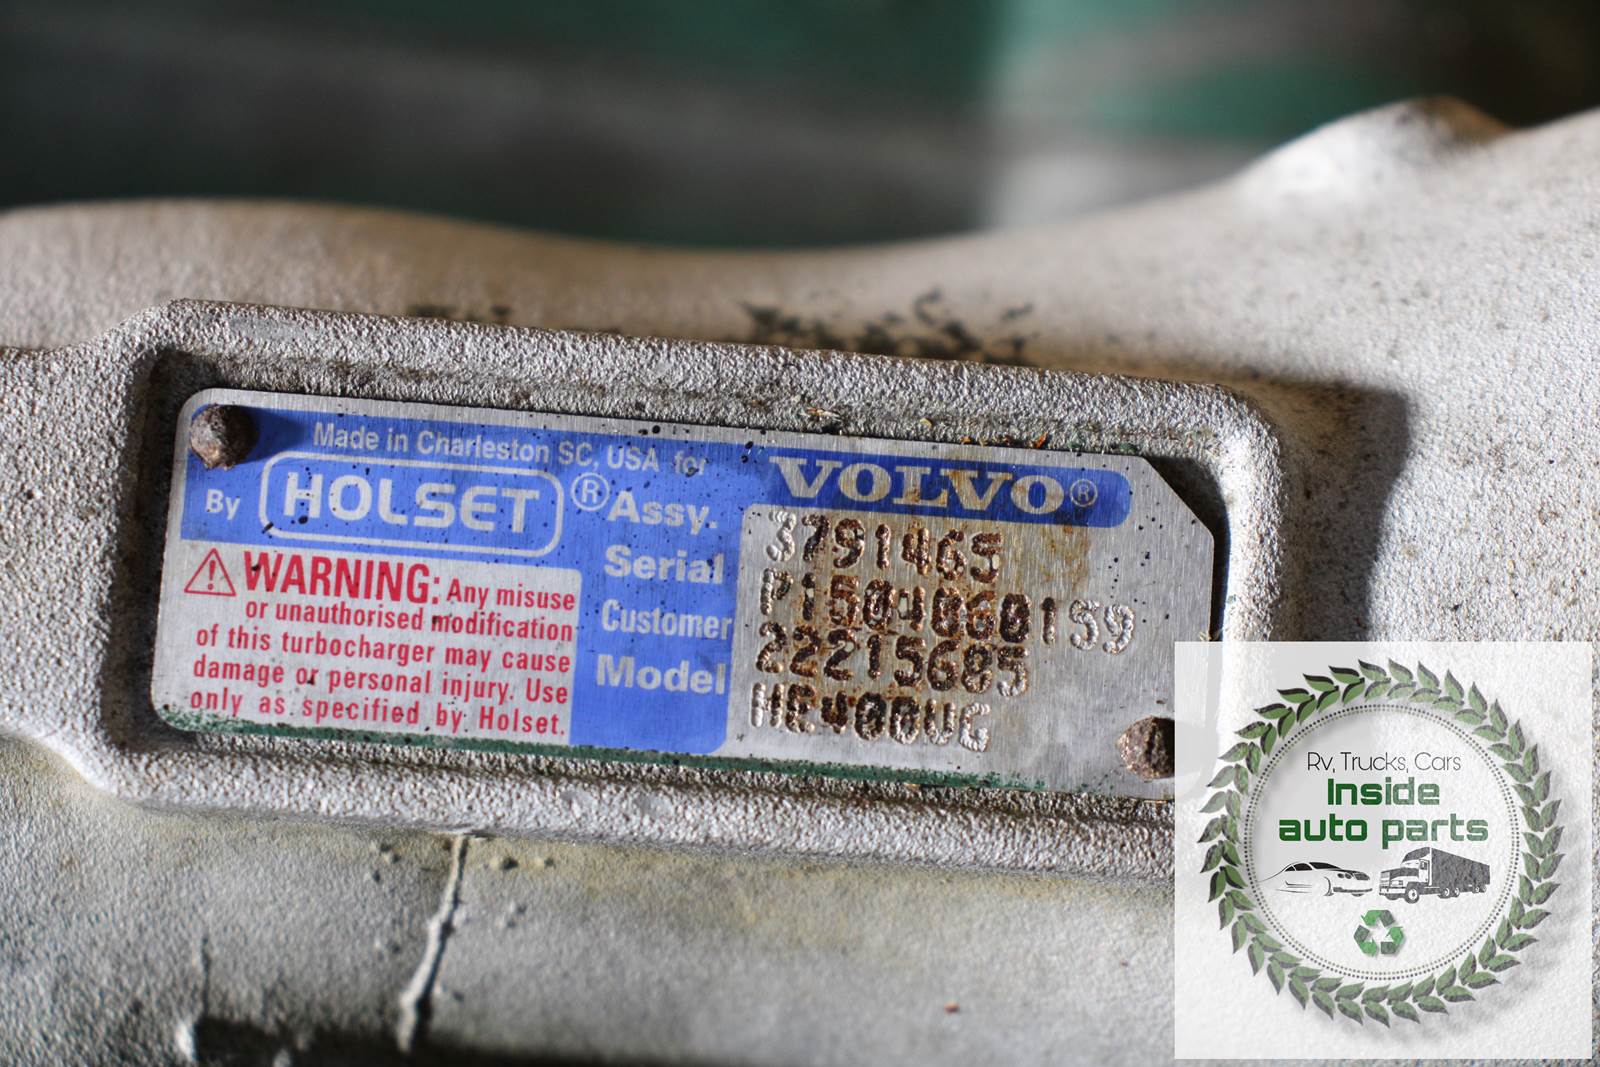 Made in Charleston SC, USA for VOLVO®
By HOLSET®
Assy. 3791465
Serial P1504060159
Customer 22215685
Model HE400VG
WARNING: Any misuse
or unauthorised modification
of this turbocharger may cause
damage or personal injury. Use
only as specified by Holset.
Rv, Trucks, Cars
Inside
auto parts